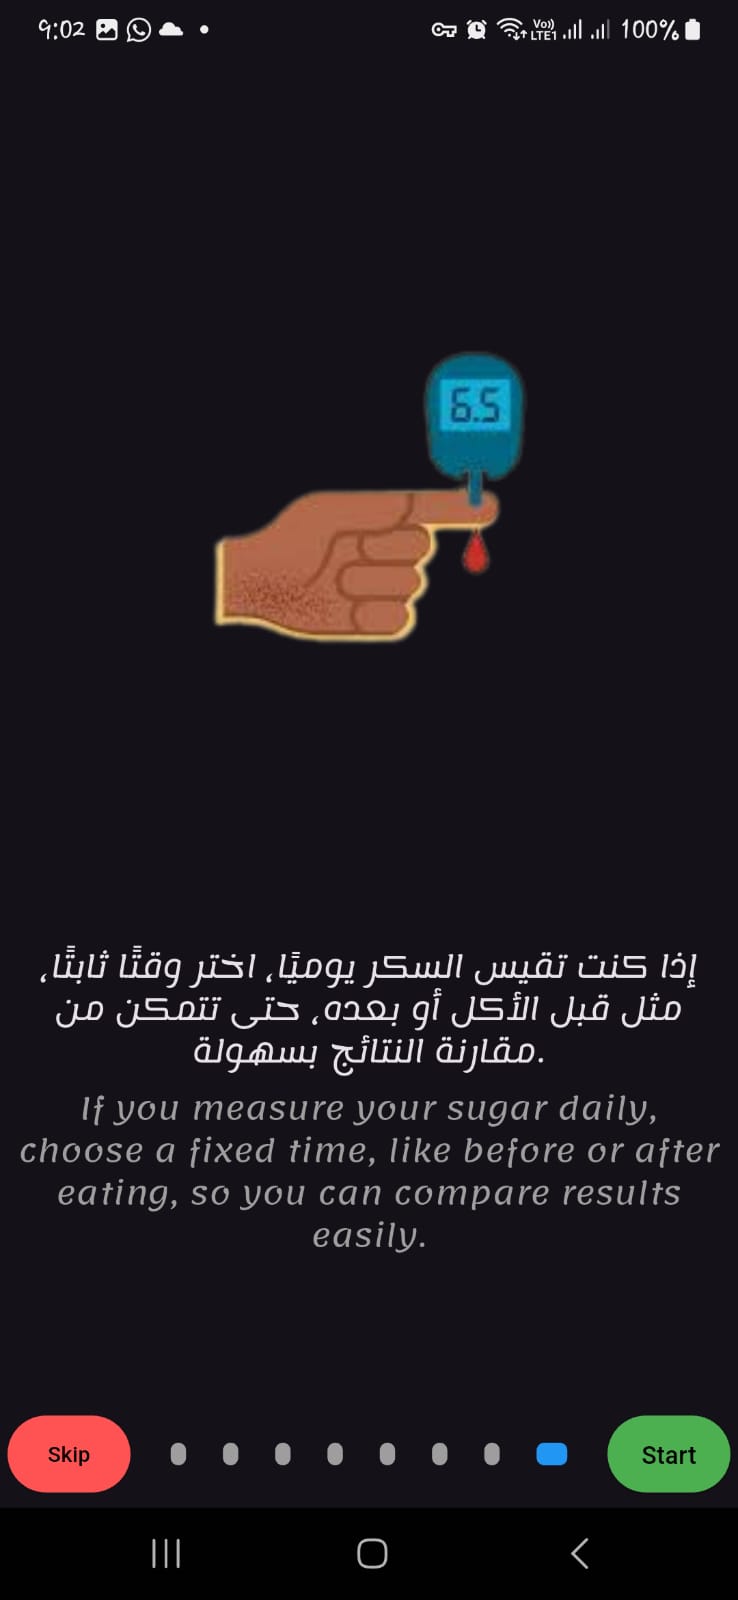 9:02
Vo))
LTE1
100%
6.5
إذا كنت تقيس السكر يوميًا، اختر وقتًا ثابتًا،
مثل قبل الأكل أو بعده، حتى تتمكن من
مقارنة النتائج بسهولة.
If you measure your sugar daily,
choose a fixed time, like before or after
eating, so you can compare results
easily.
Skip
Start